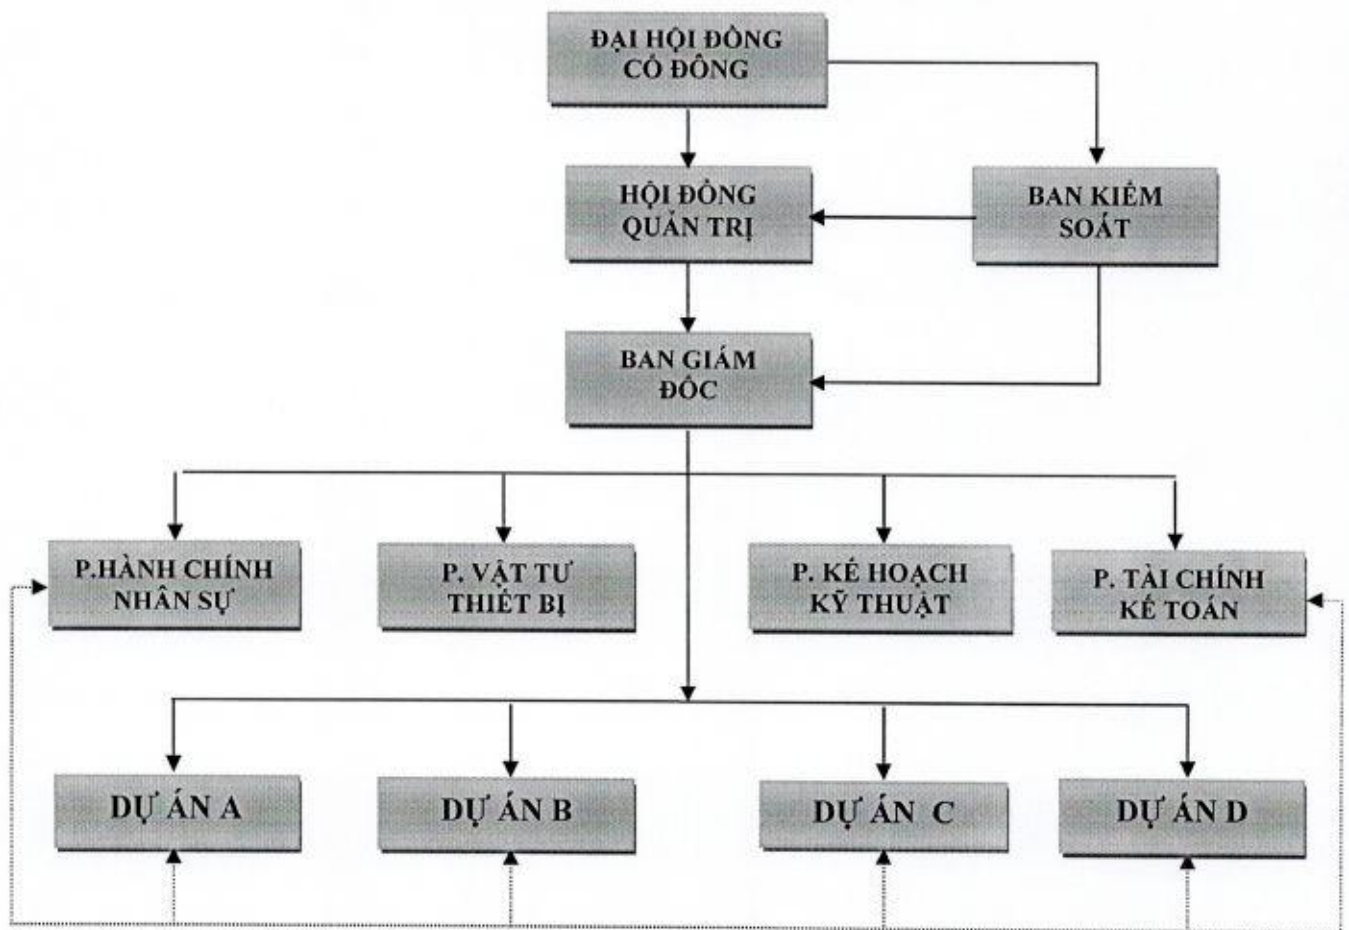 ĐẠI HỘI ĐỒNG
CỔ ĐÔNG
HỘI ĐỒNG
QUẢN TRỊ
BAN KIỂM
SOÁT
BAN GIÁM
ĐỐC
P.HÀNH CHÍNH
NHÂN SỰ
P. VẬT TƯ
THIẾT BỊ
P. KẾ HOẠCH
KỸ THUẬT
P. TÀI CHÍNH
KẾ TOÁN
DỰ ÁN A
DỰ ÁN B
DỰ ÁN C
DỰ ÁN D